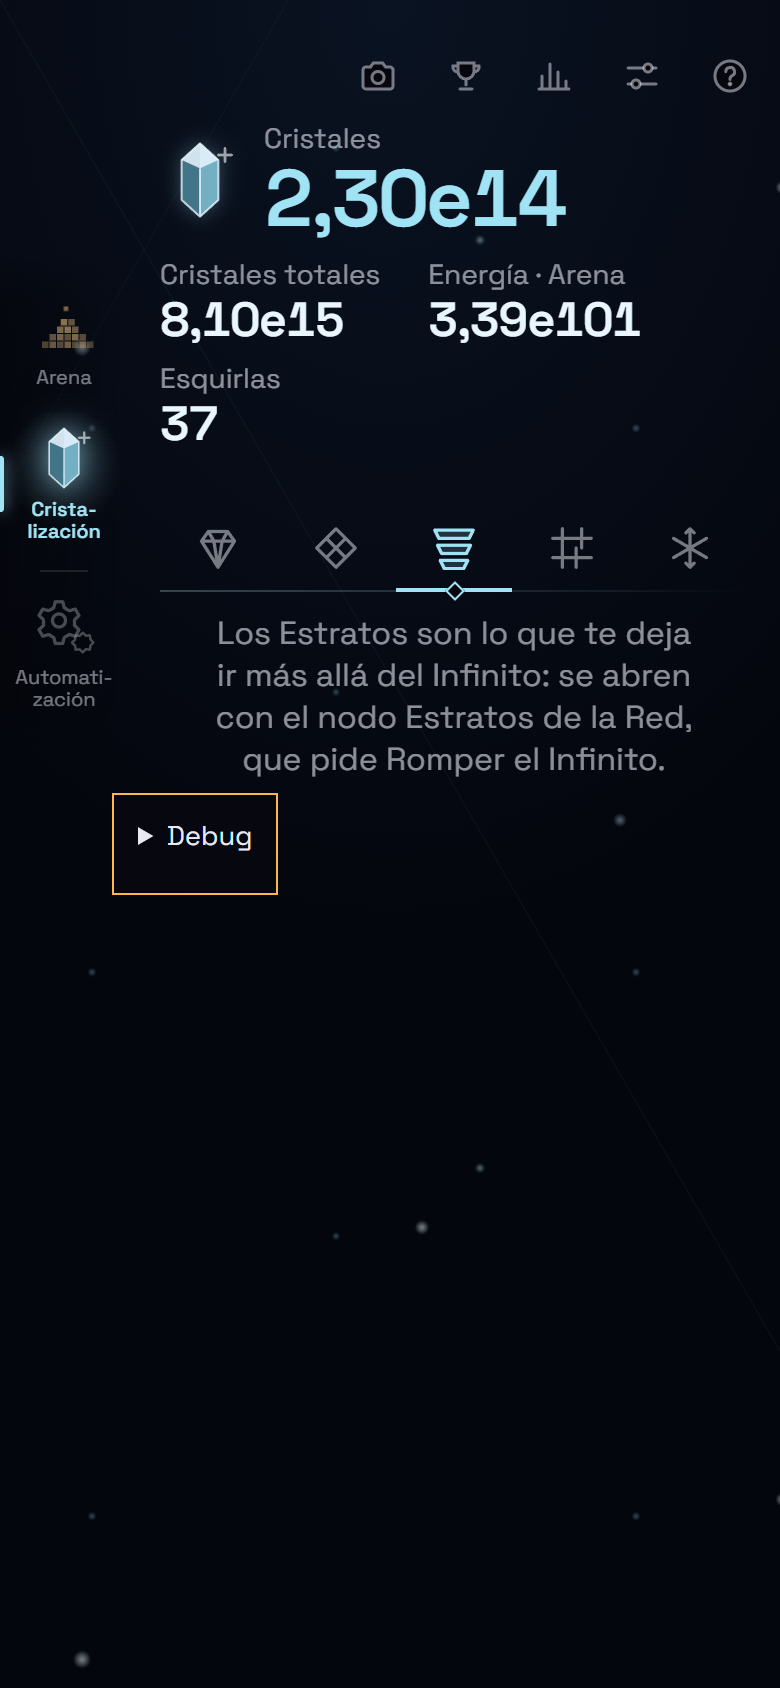 Cristales
2,30e14
Cristales totales
8,10e15
Energía · Arena
3,39e101
Esquirlas
37
Arena
Crista-
lización
Automati-
zación
Los Estratos son lo que te deja
ir más allá del Infinito: se abren
con el nodo Estratos de la Red,
que pide Romper el Infinito.
Debug